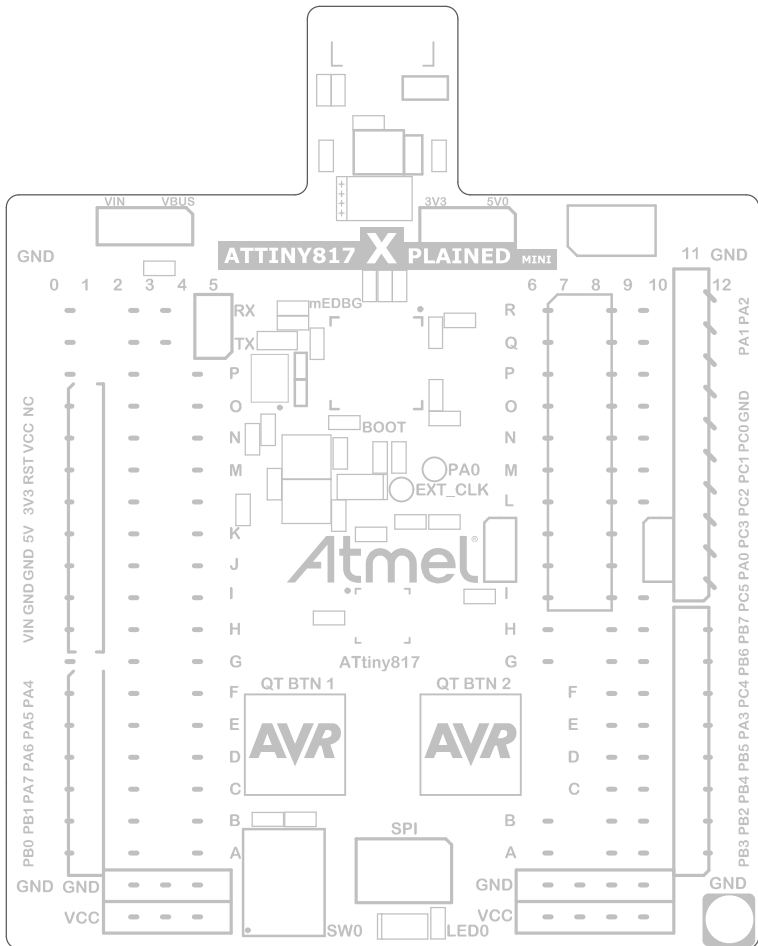 VIN VBUS 3V3 5V0
ATTINY817 XPLAINED MINI
GND 11 GND
0 1 2 3 4 5 6 7 8 9 10 12
mEDBG
RX R
TX Q
P P
O O
BOOT
N N
M PA0 M
EXT_CLK L
K
Atmel®
J
I I
H H
ATtiny817
G G
QT BTN 1 QT BTN 2
F F
E E
AVR AVR
D D
C C
B SPI B
A A
GND GND GND GND
VCC SW0 LED0 VCC
NC
VCC
RST
3V3
5V
GND
GND
VIN
PA4
PA5
PA6
PA7
PB1
PB0
PA1 PA2
GND
PC0
PC1
PC2
PC3
PA0
PC5
PB7
PB6
PC4
PA3
PB5
PB4
PB2
PB3